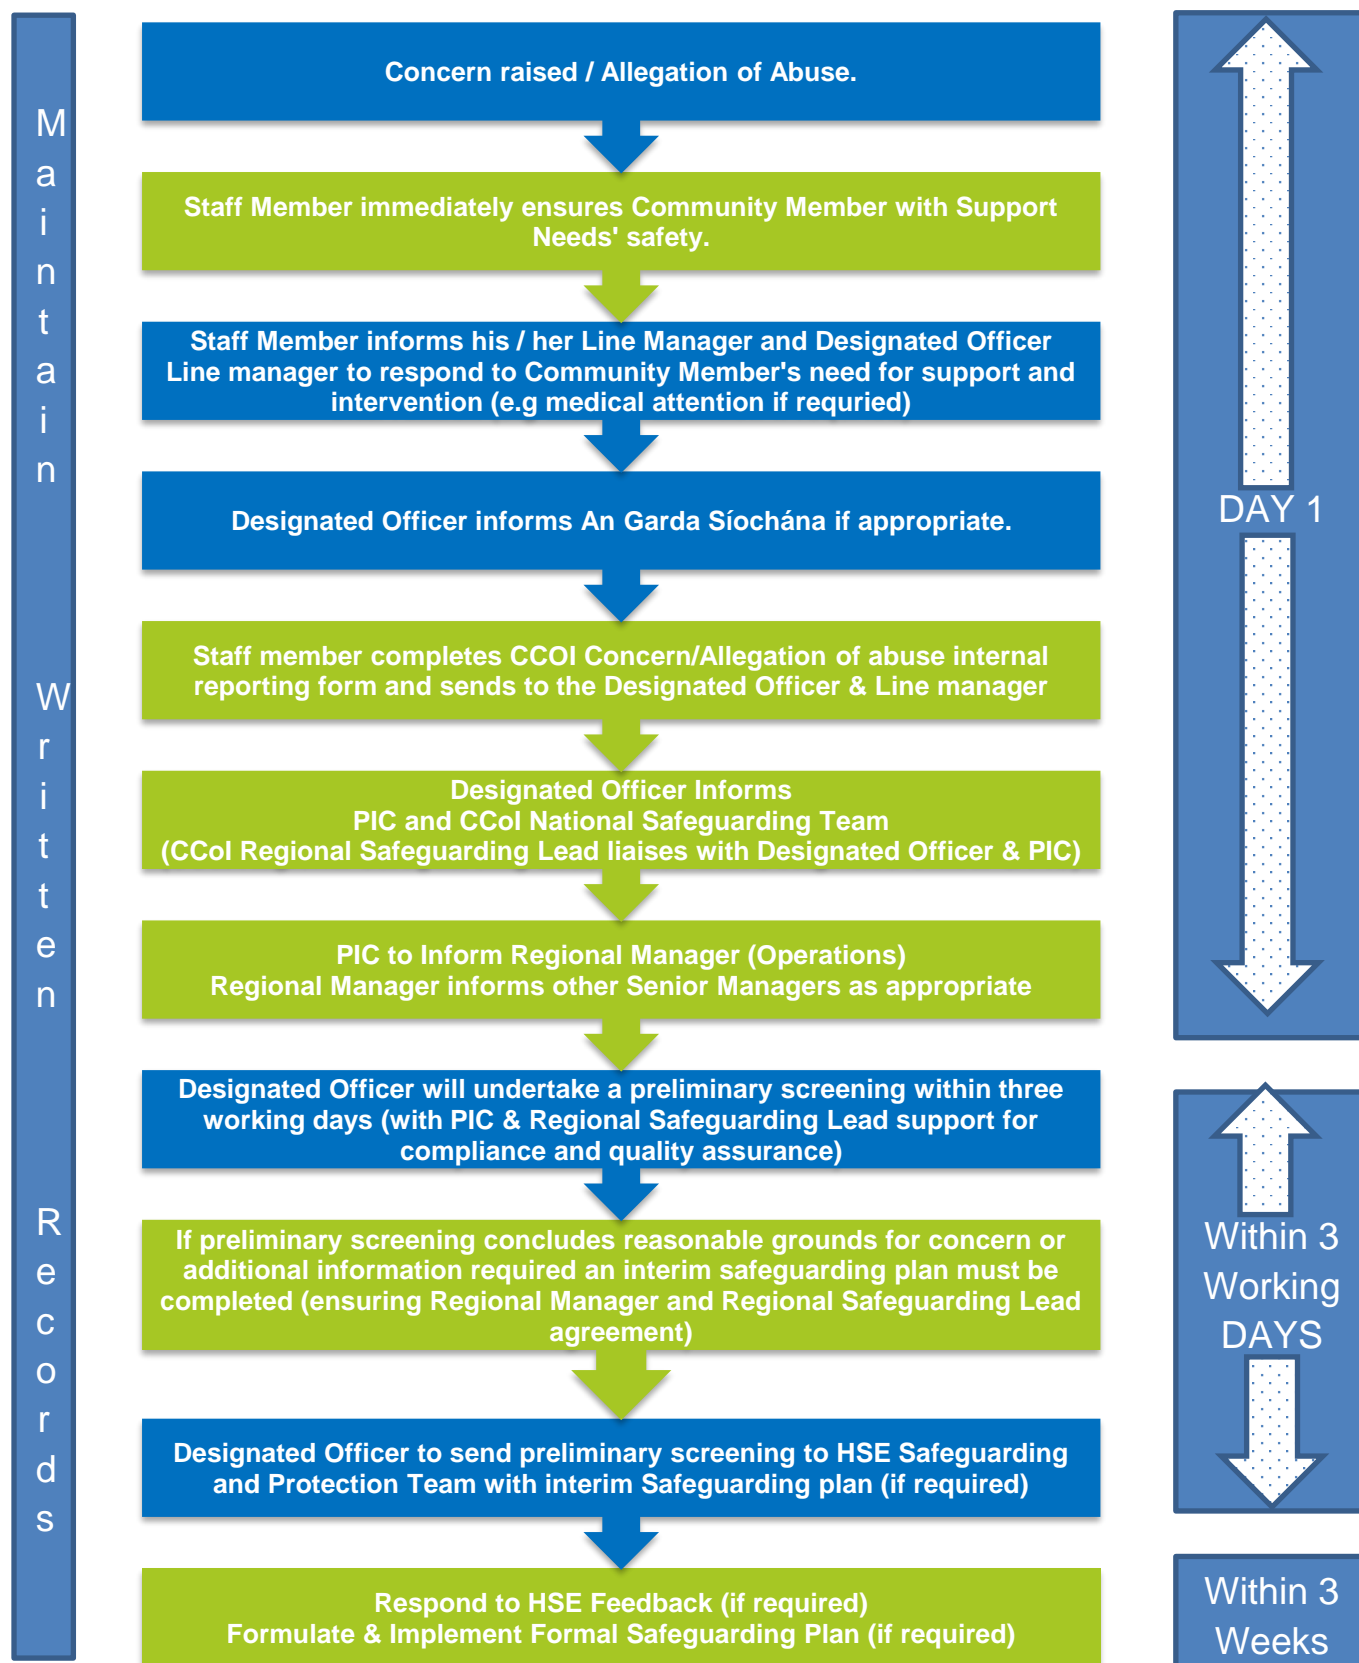 Maintain Written Records
Concern raised / Allegation of Abuse.
Staff Member immediately ensures Community Member with Support
Needs' safety.
Staff Member informs his / her Line Manager and Designated Officer
Line manager to respond to Community Member's need for support and
intervention (e.g medical attention if requried)
Designated Officer informs An Garda Síochána if appropriate.
Staff member completes CCOI Concern/Allegation of abuse internal
reporting form and sends to the Designated Officer & Line manager
Designated Officer Informs
PIC and CCoI National Safeguarding Team
(CCoI Regional Safeguarding Lead liaises with Designated Officer & PIC)
PIC to Inform Regional Manager (Operations)
Regional Manager informs other Senior Managers as appropriate
DAY 1
Designated Officer will undertake a preliminary screening within three
working days (with PIC & Regional Safeguarding Lead support for
compliance and quality assurance)
If preliminary screening concludes reasonable grounds for concern or
additional information required an interim safeguarding plan must be
completed (ensuring Regional Manager and Regional Safeguarding Lead
agreement)
Designated Officer to send preliminary screening to HSE Safeguarding
and Protection Team with interim Safeguarding plan (if required)
Within 3
Working
DAYS
Respond to HSE Feedback (if required)
Formulate & Implement Formal Safeguarding Plan (if required)
Within 3
Weeks